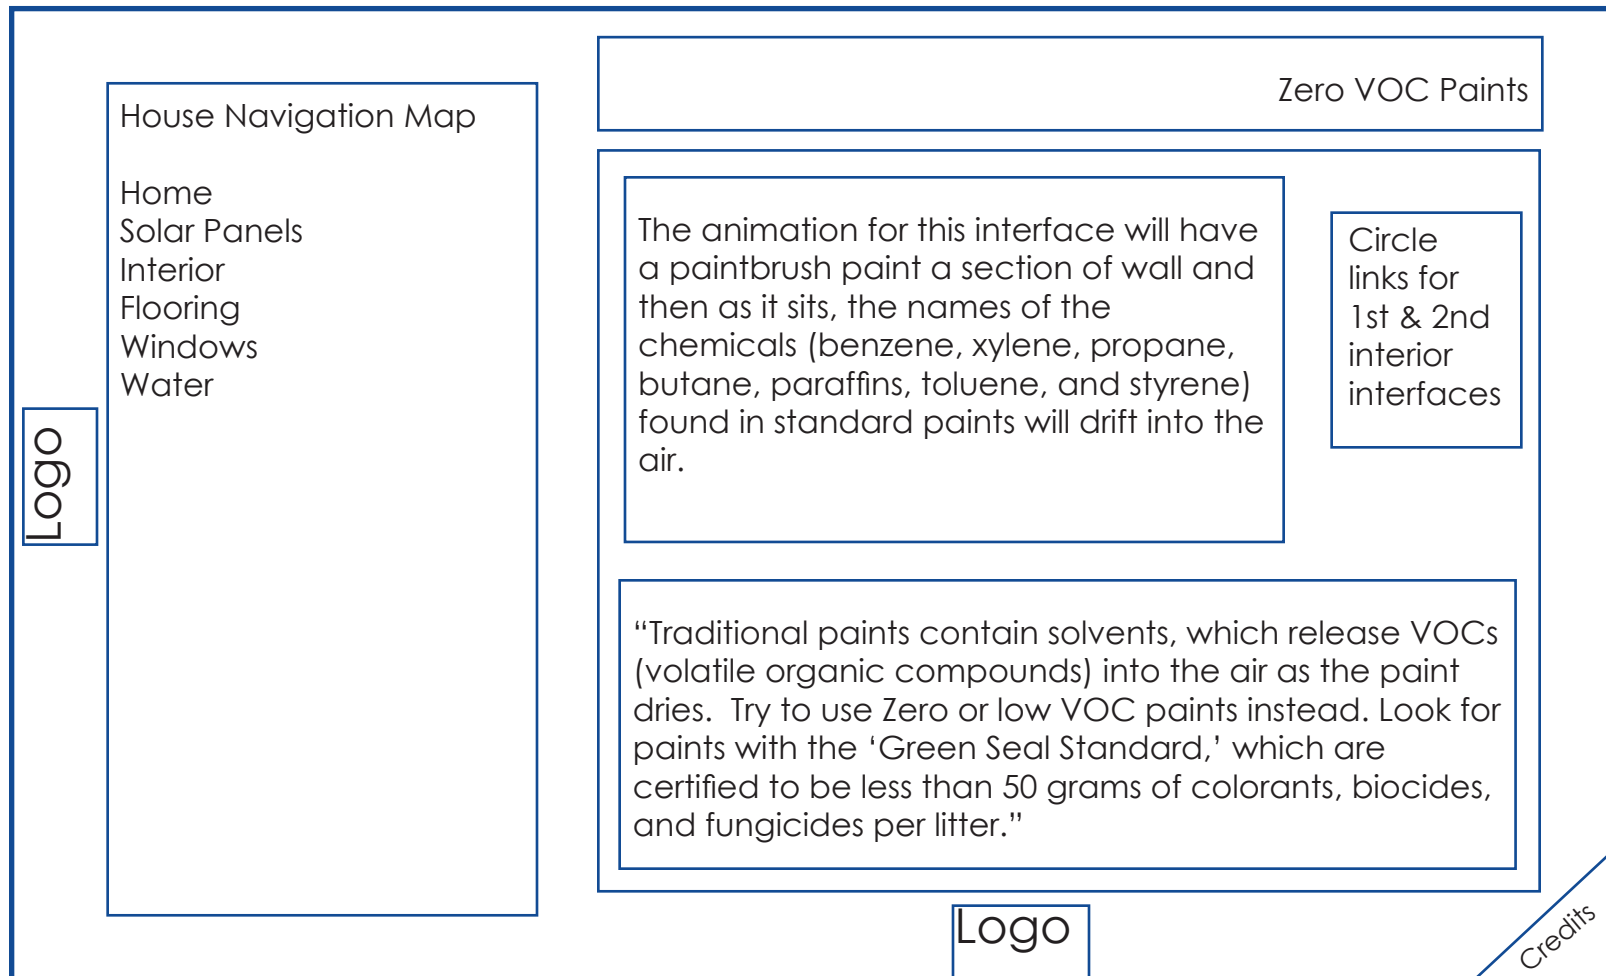 Zero VOC Paints
House Navigation Map
Home
Solar Panels
Interior
Flooring
Windows
Water
Logo
The animation for this interface will have
a paintbrush paint a section of wall and
then as it sits, the names of the
chemicals (benzene, xylene, propane,
butane, paraffins, toluene, and styrene)
found in standard paints will drift into the
air.
Circle
links for
1st & 2nd
interior
interfaces
“Traditional paints contain solvents, which release VOCs
(volatile organic compounds) into the air as the paint
dries.  Try to use Zero or low VOC paints instead. Look for
paints with the ‘Green Seal Standard,’ which are
certified to be less than 50 grams of colorants, biocides,
and fungicides per litter.”
Logo
Credits